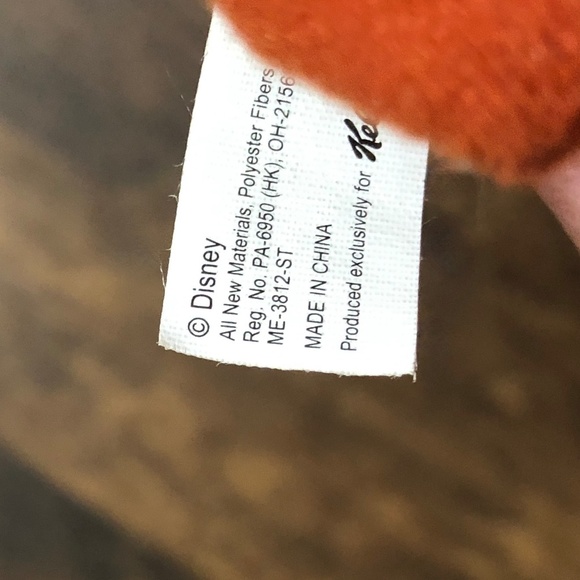 © Disney
All New Materials, Polyester Fibers
Reg. No. PA-6950 (HK), OH-2156
ME-3812-ST
MADE IN CHINA
Produced exclusively for